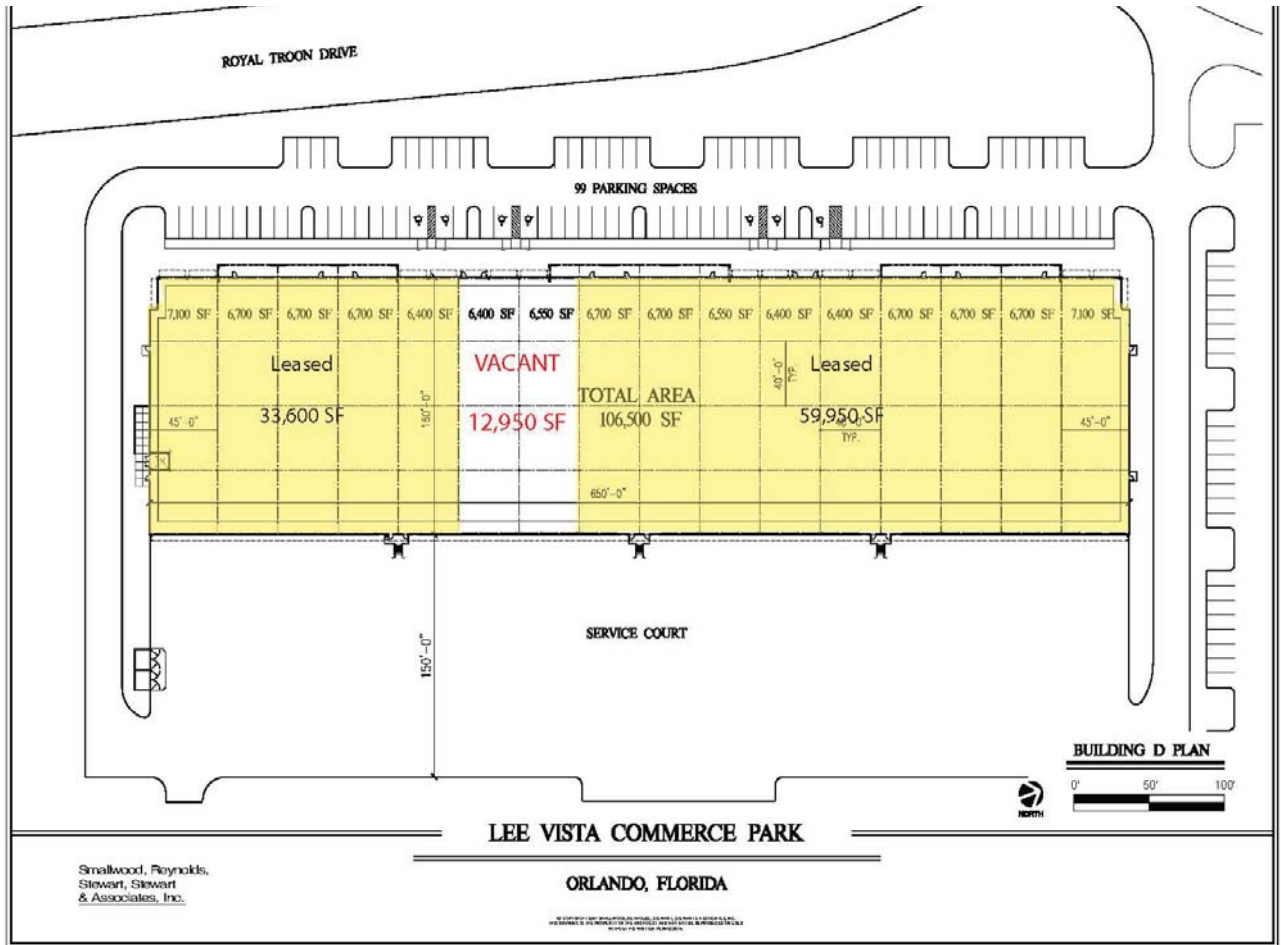 ROYAL TROON DRIVE
99 PARKING SPACES
7,100 SF 6,700 SF 6,700 SF 6,700 SF 6,400 SF 6,400 SF 6,550 SF 6,700 SF 6,700 SF 6,550 SF 6,400 SF 6,400 SF 6,700 SF 6,700 SF 6,700 SF 7,100 SF
Leased
VACANT
40'-0"
TYP.
Leased
33,600 SF
150'-0"
12,950 SF
TOTAL AREA
106,500 SF
59,950 SF
40'-0"
TYP.
45'-0"
45'-0"
650'-0"
SERVICE COURT
150'-0"
BUILDING D PLAN
0' 50' 100'
NORTH
LEE VISTA COMMERCE PARK
ORLANDO, FLORIDA
Smallwood, Reynolds,
Stewart, Stewart
& Associates, Inc.